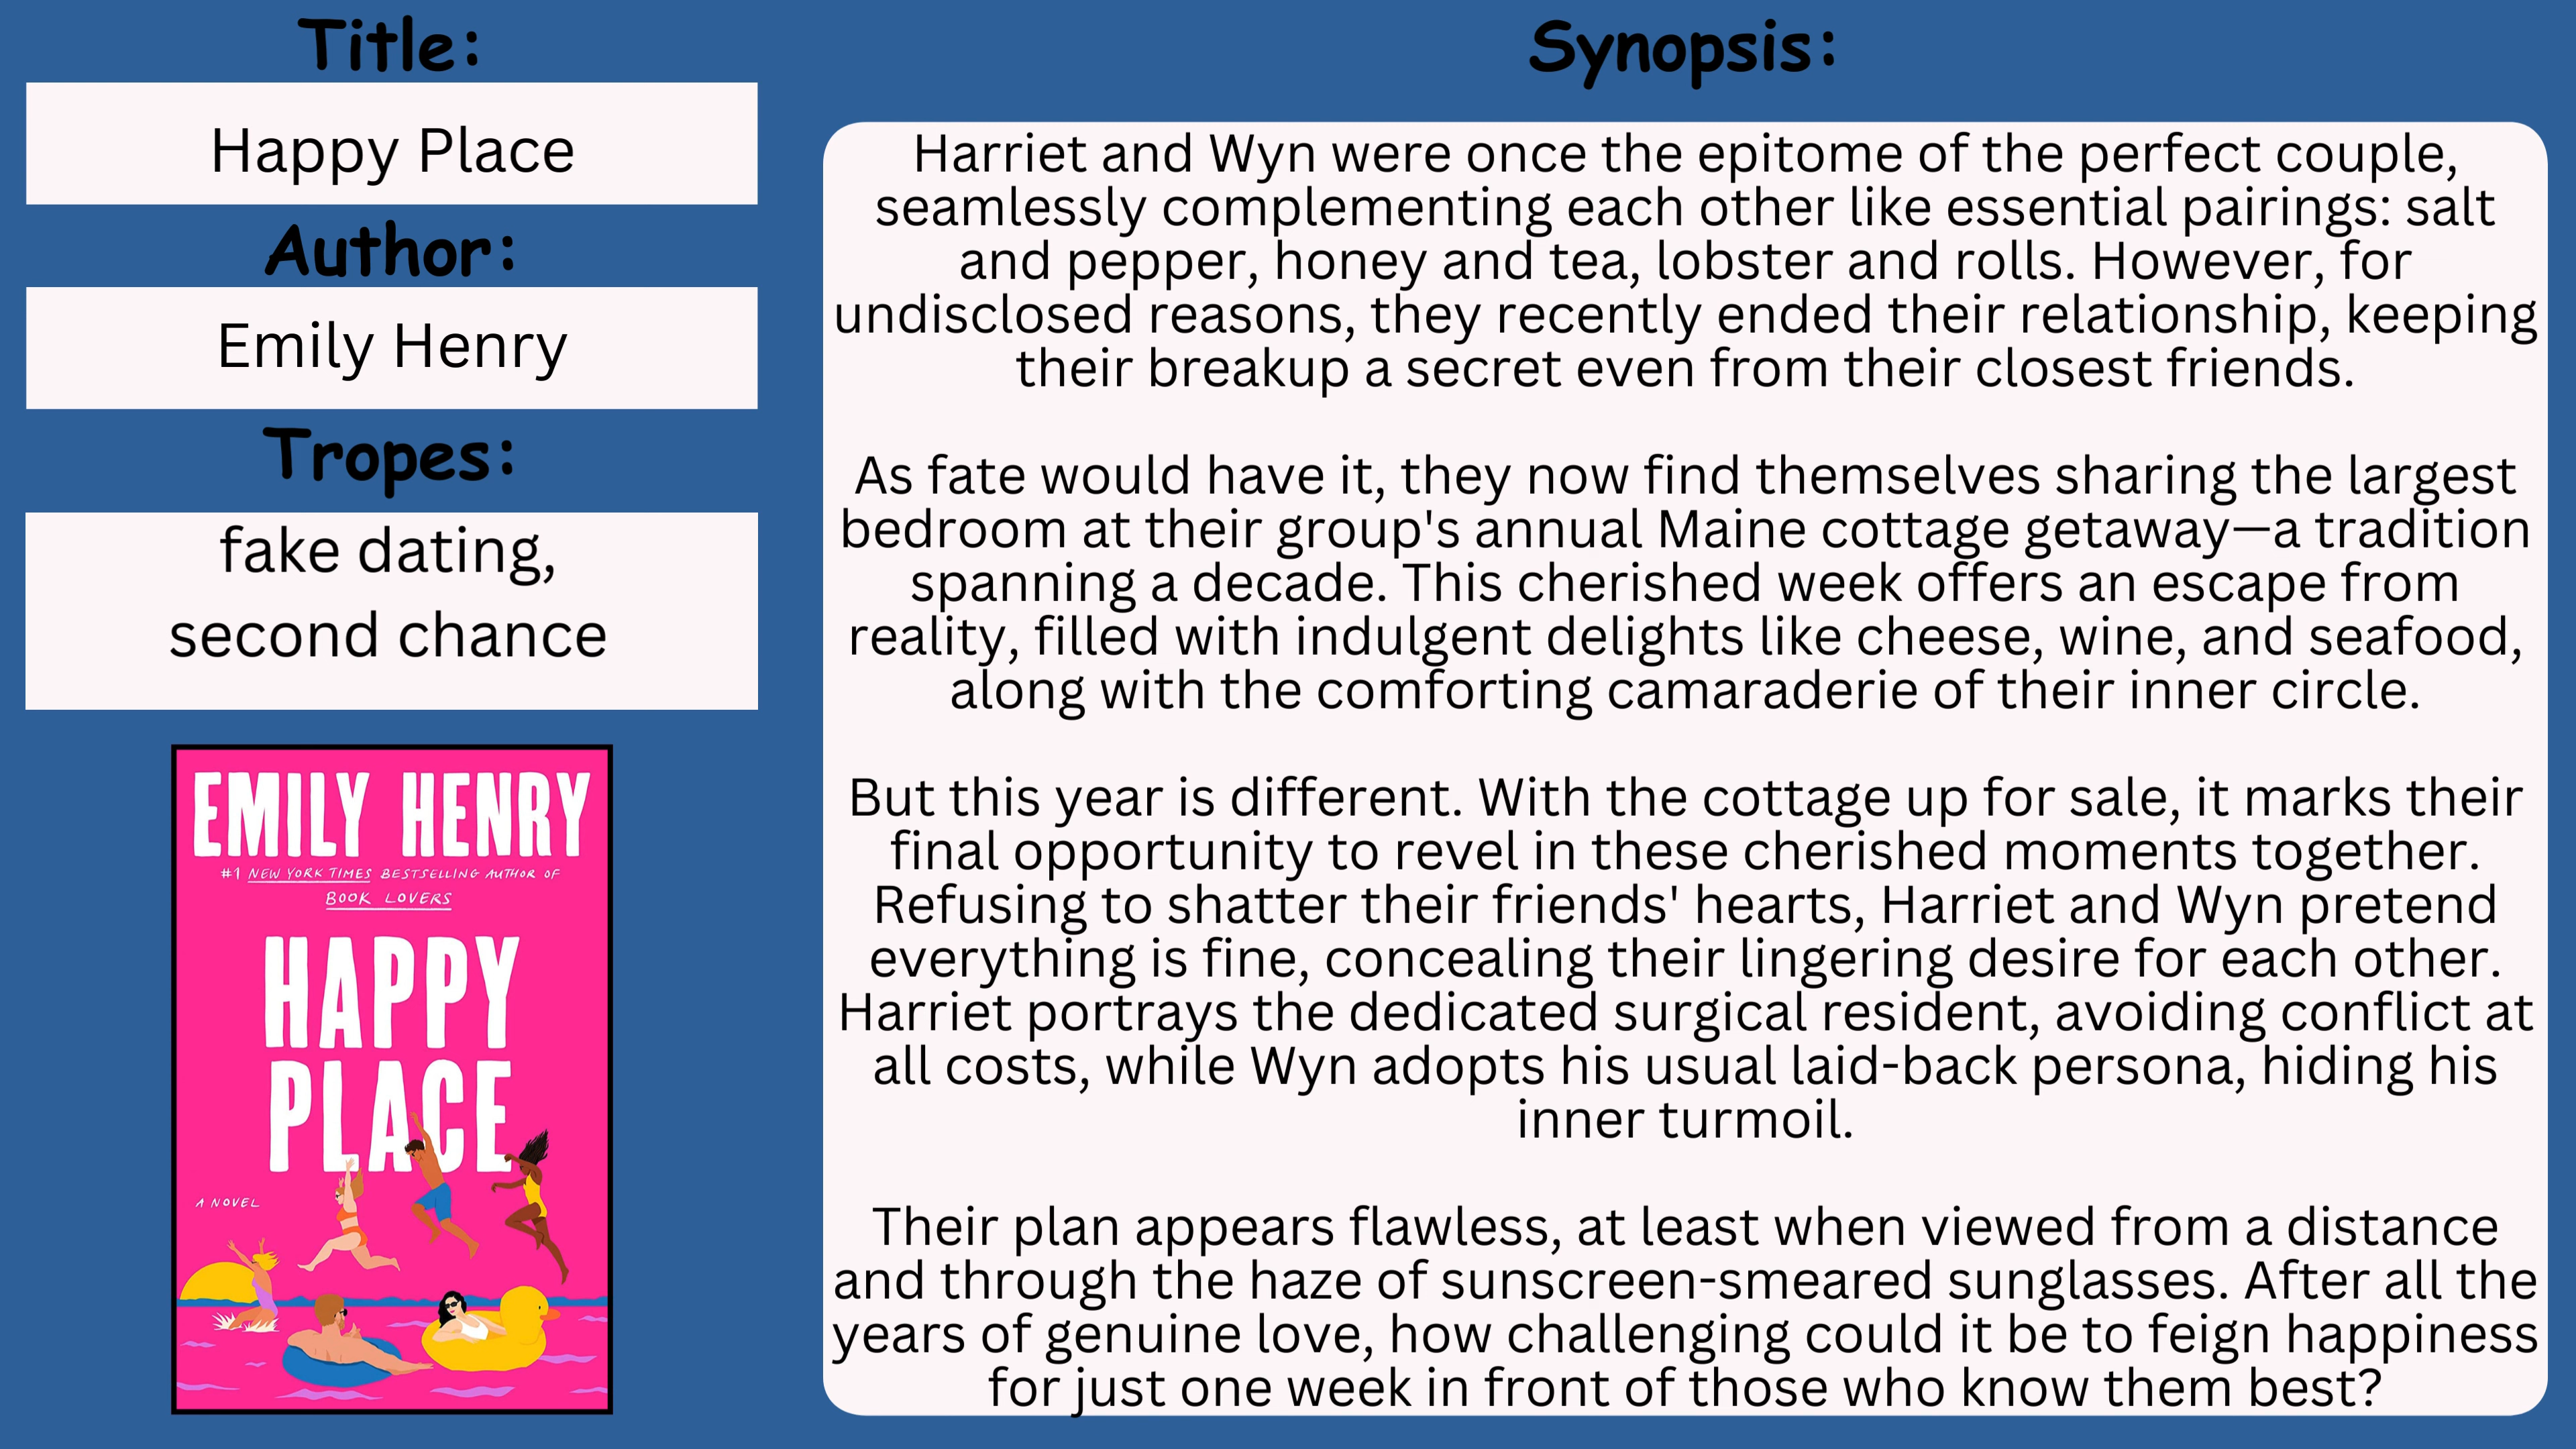 Title:
Happy Place
Author:
Emily Henry
Tropes:
fake dating,
second chance
EMILY HENRY
#1 NEW YORK TIMES BESTSELLING AUTHOR OF
BOOK LOVERS
HAPPY
PLACE
A NOVEL
Synopsis:
Harriet and Wyn were once the epitome of the perfect couple,
seamlessly complementing each other like essential pairings: salt
and pepper, honey and tea, lobster and rolls. However, for
undisclosed reasons, they recently ended their relationship, keeping
their breakup a secret even from their closest friends.
As fate would have it, they now find themselves sharing the largest
bedroom at their group's annual Maine cottage getaway—a tradition
spanning a decade. This cherished week offers an escape from
reality, filled with indulgent delights like cheese, wine, and seafood,
along with the comforting camaraderie of their inner circle.
But this year is different. With the cottage up for sale, it marks their
final opportunity to revel in these cherished moments together.
Refusing to shatter their friends' hearts, Harriet and Wyn pretend
everything is fine, concealing their lingering desire for each other.
Harriet portrays the dedicated surgical resident, avoiding conflict at
all costs, while Wyn adopts his usual laid-back persona, hiding his
inner turmoil.
Their plan appears flawless, at least when viewed from a distance
and through the haze of sunscreen-smeared sunglasses. After all the
years of genuine love, how challenging could it be to feign happiness
for just one week in front of those who know them best?